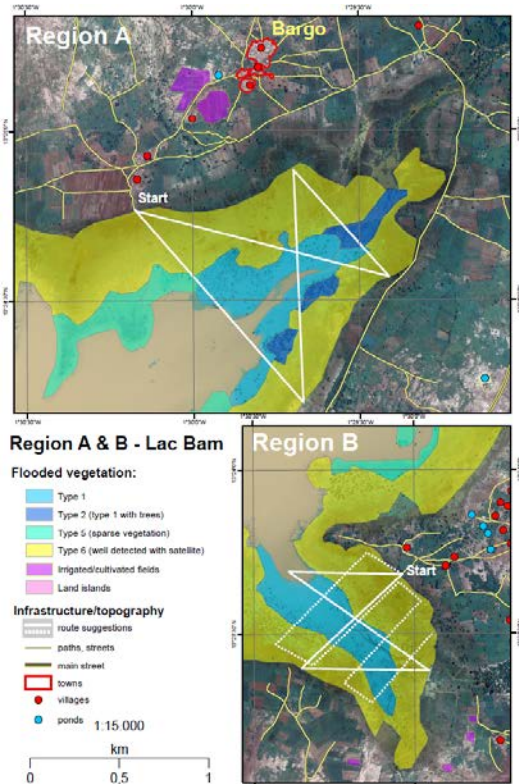 Region A
Bargo
Start
Region A & B - Lac Bam
Flooded vegetation:
Type 1
Type 2 (type 1 with trees)
Type 5 (sparse vegetation)
Type 6 (well detected with satellite)
Irrigated/cultivated fields
Land islands
Infrastructure/topography
route suggestions
paths, streets
main street
towns
villages
ponds
1:15.000
km
0 0,5 1
Region B
Start